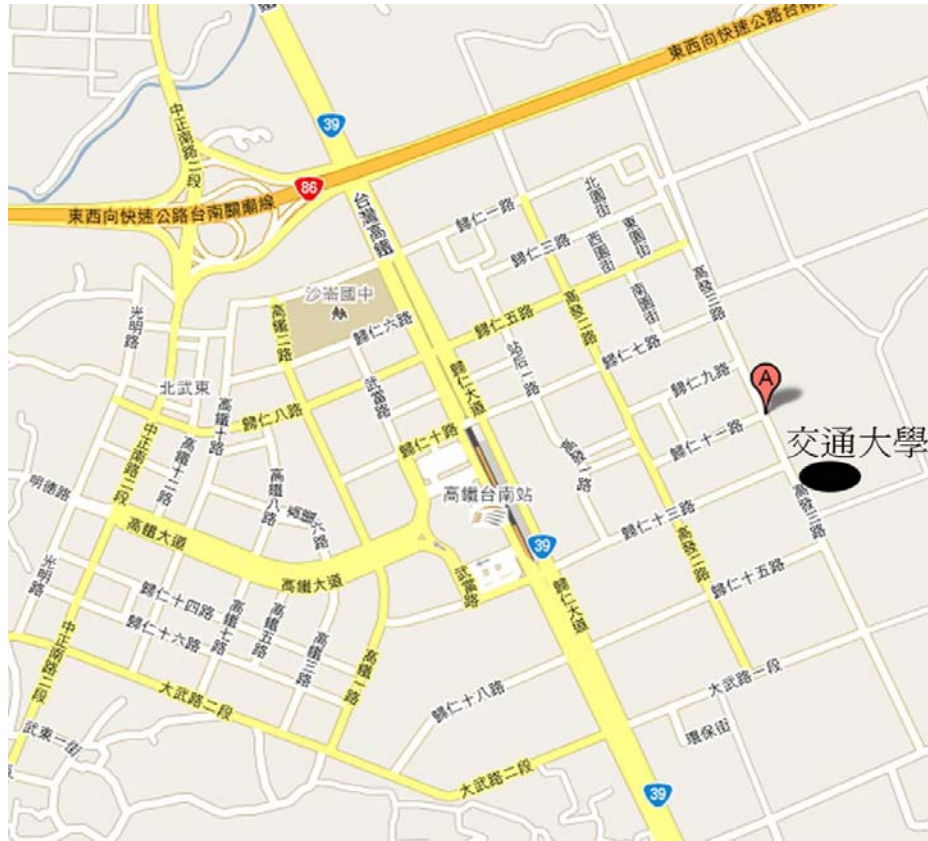 東西向快速公路台南
39
中正南路二段
86
台灣高鐵
北園街
歸仁一路
東西向快速公路台南關廟線
歸仁三路
西園街
東園街
沙崙國中
高發二路
南園街
高發三路
光明路
高鐵二路
歸仁六路
歸仁五路
歸仁大道
站后一路
歸仁七路
武當路
歸仁九路
A
北武東
歸仁八路
高鐵十路
歸仁十路
歸仁十一路
交通大學
中正南路二段
高鐵十二路
高發一路
高鐵八路
高鐵台南站
明德路
高鐵六路
歸仁十三路
高發三路
高鐵大道
39
高發二路
光明路
高鐵大道
武當路
歸仁大道
歸仁十五路
歸仁十四路
高鐵七路
高鐵五路
歸仁十六路
高鐵三路
高鐵一路
中正南路二段
大武路一段
歸仁十八路
大武路二段
環保街
武東一街
大武路二段
39